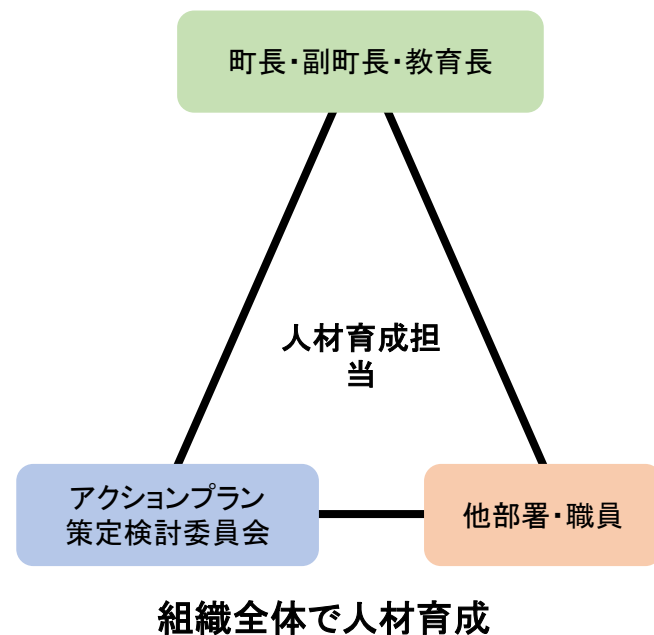 町長・副町長・教育長
人材育成担
当
アクションプラン
策定検討委員会
他部署・職員
組織全体で人材育成